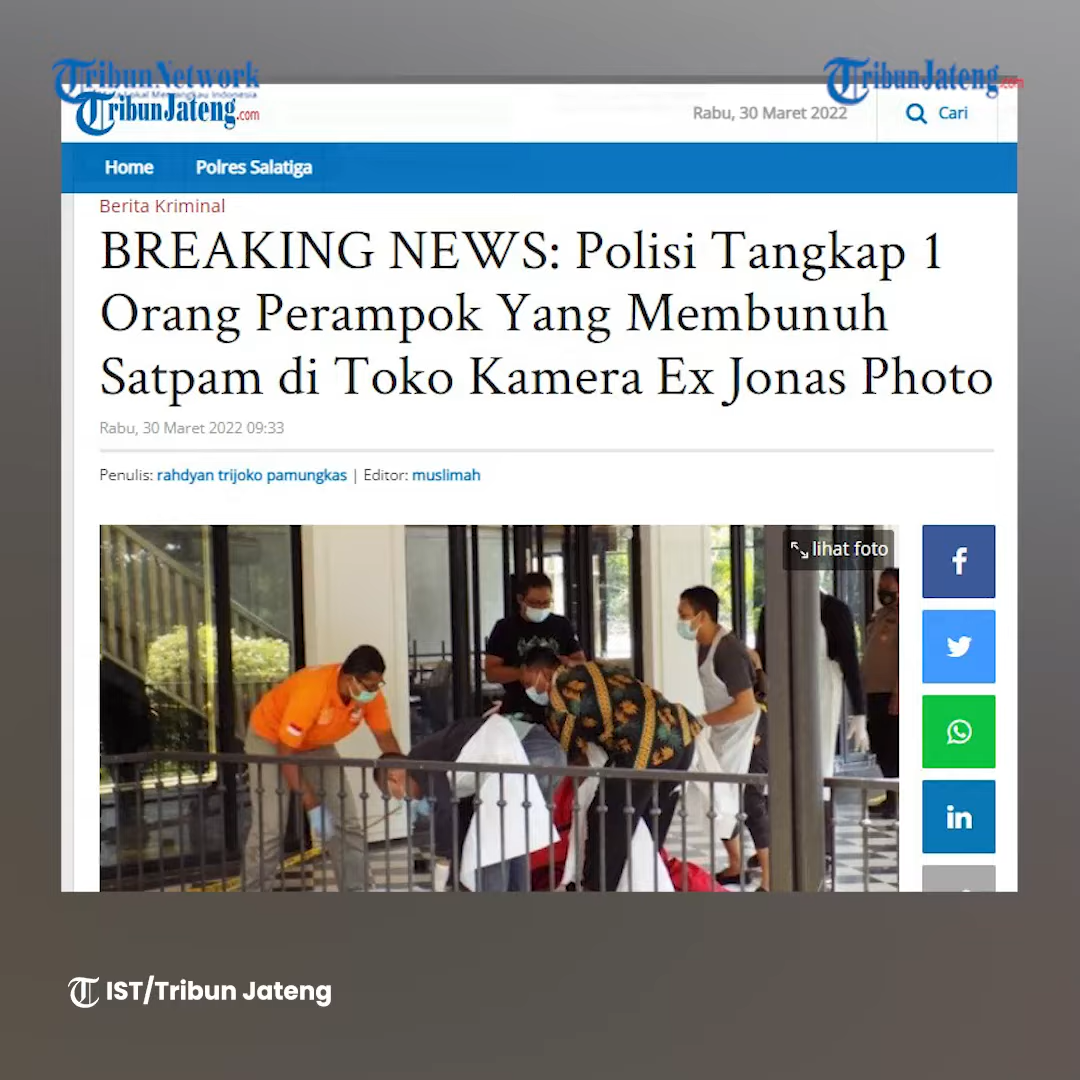 TribunNetwork
TribunJateng.com
TribunJateng.com
Rabu, 30 Maret 2022
Cari
Home
Polres Salatiga
Berita Kriminal
BREAKING NEWS: Polisi Tangkap 1
Orang Perampok Yang Membunuh
Satpam di Toko Kamera Ex Jonas Photo
Rabu, 30 Maret 2022 09:33
Penulis: rahdyan trijoko pamungkas | Editor: muslimah
lihat foto
IST/Tribun Jateng